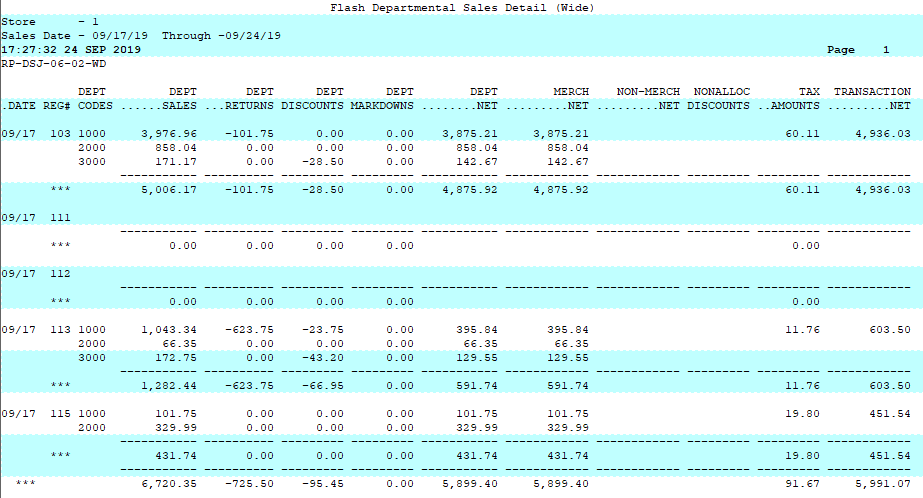 Flash Departmental Sales Detail (Wide)
Store      - 1
Sales Date - 09/17/19  Through -09/24/19
17:27:32 24 SEP 2019                                                                                  Page    1
RP-DSJ-06-02-WD
DEPT DEPT DEPT DEPT DEPT DEPT MERCH NON-MERCH NONALLOC TAX TRANSACTION
.DATE REG# CODES ......SALES ...RETURNS DISCOUNTS MARKDOWNS ........NET ........NET ........NET DISCOUNTS ..AMOUNTS ........NET
09/17 103 1000 3,976.96 -101.75 0.00 0.00 3,875.21 3,875.21 60.11 4,936.03
2000 858.04 0.00 0.00 0.00 858.04 858.04
3000 171.17 0.00 -28.50 0.00 142.67 142.67
----------- ---------- --------- --------- ----------- ------------ ------------ --------- --------- ------------
*** 5,006.17 -101.75 -28.50 0.00 4,875.92 4,875.92 60.11 4,936.03
09/17 111
----------- ---------- --------- --------- ----------- ------------ ------------ --------- --------- ------------
*** 0.00 0.00 0.00 0.00 0.00
09/17 112
----------- ---------- --------- --------- ----------- ------------ ------------ --------- --------- ------------
*** 0.00 0.00 0.00 0.00 0.00
09/17 113 1000 1,043.34 -623.75 -23.75 0.00 395.84 395.84 11.76 603.50
2000 66.35 0.00 0.00 0.00 66.35 66.35
3000 172.75 0.00 -43.20 0.00 129.55 129.55
----------- ---------- --------- --------- ----------- ------------ ------------ --------- --------- ------------
*** 1,282.44 -623.75 -66.95 0.00 591.74 591.74 11.76 603.50
09/17 115 1000 101.75 0.00 0.00 0.00 101.75 101.75 19.80 451.54
2000 329.99 0.00 0.00 0.00 329.99 329.99
----------- ---------- --------- --------- ----------- ------------ ------------ --------- --------- ------------
*** 431.74 0.00 0.00 0.00 431.74 431.74 19.80 451.54
----------- ---------- --------- --------- ----------- ------------ ------------ --------- --------- ------------
*** 6,720.35 -725.50 -95.45 0.00 5,899.40 5,899.40 91.67 5,991.07